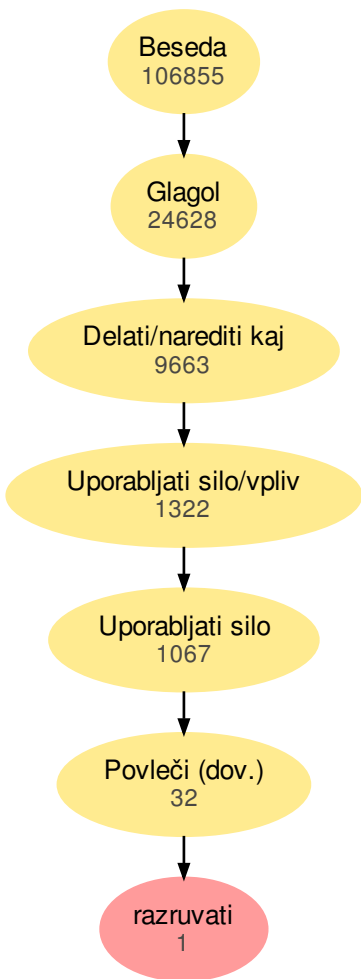 Beseda
106855
Glagol
24628
Delati/narediti kaj
9663
Uporabljati silo/vpliv
1322
Uporabljati silo
1067
Povleči (dov.)
32
razruvati
1